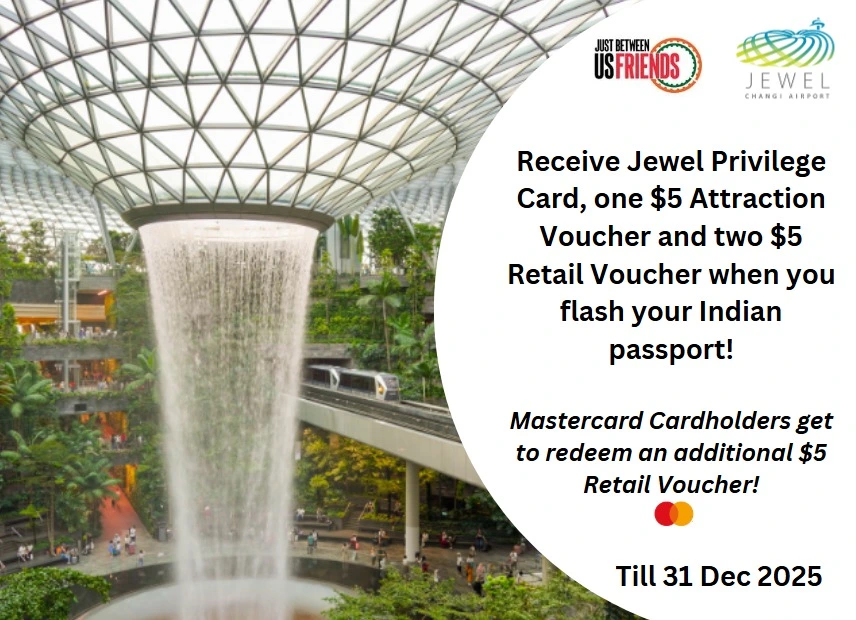 JUST BETWEEN
US FRIENDS
JEWEL
CHANGI AIRPORT
Receive Jewel Privilege
Card, one $5 Attraction
Voucher and two $5
Retail Voucher when you
flash your Indian
passport!
Mastercard Cardholders get
to redeem an additional $5
Retail Voucher!
Till 31 Dec 2025